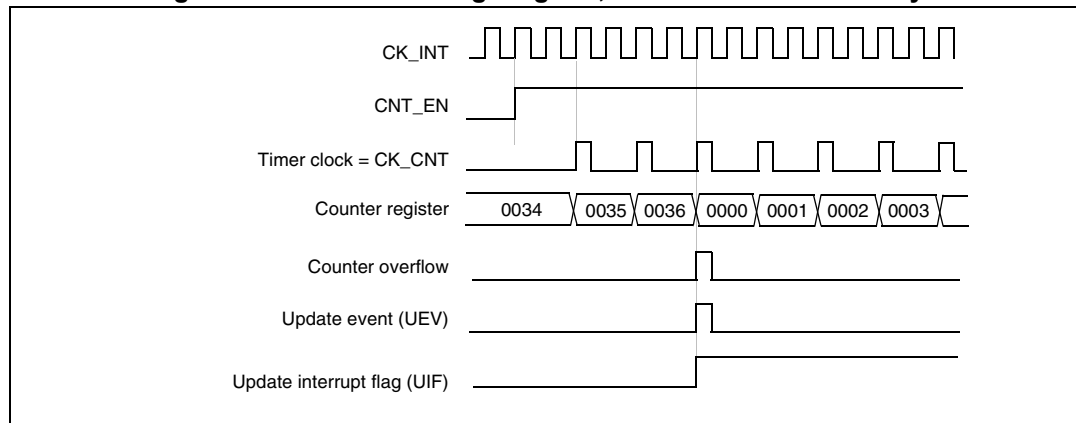 CK_INT
CNT_EN
Timer clock = CK_CNT
Counter register 0034 0035 0036 0000 0001 0002 0003
Counter overflow
Update event (UEV)
Update interrupt flag (UIF)